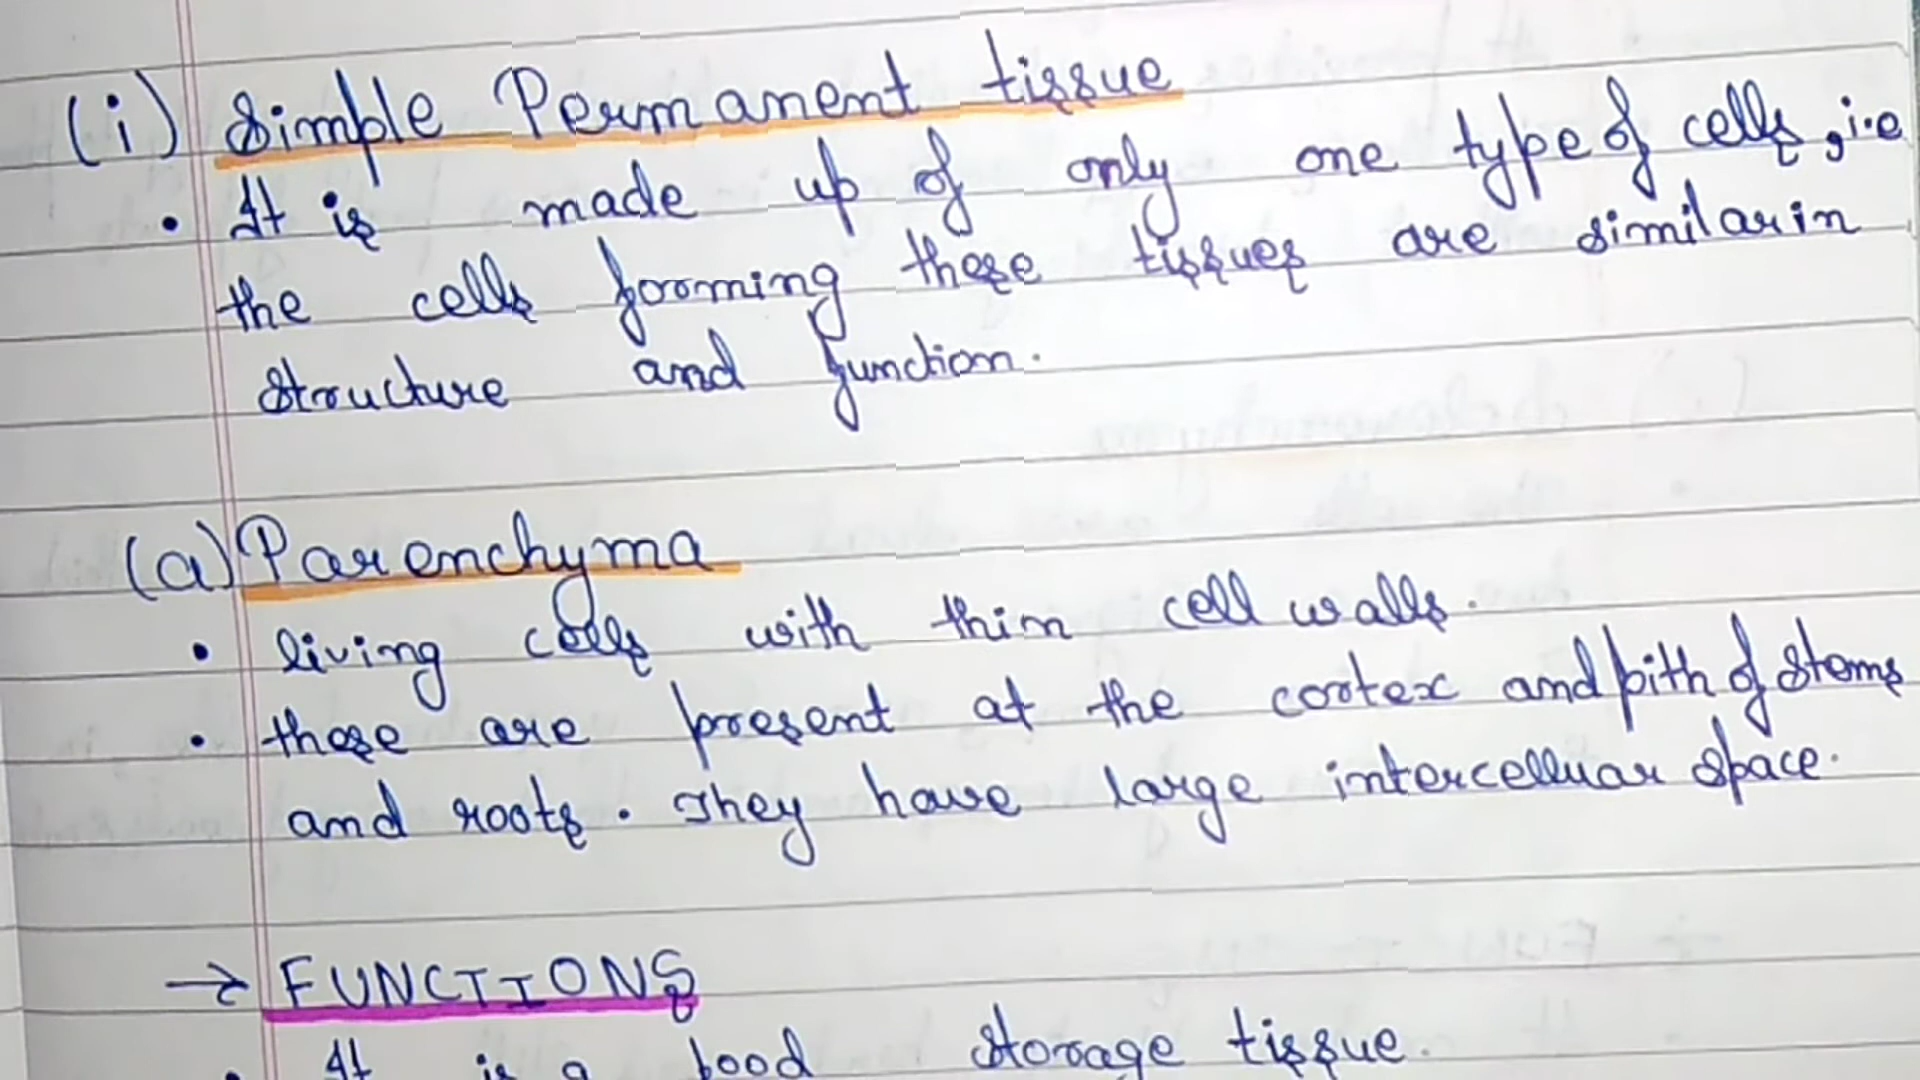 (i) Simple Permanent tissue
• It is made up of only one type of cells, i.e
the cells forming these tissues are similar in
structure and function.
(a) Parenchyma
• living cells with thin cell walls.
• these are present at the cortex and pith of stems
and roots. They have large intercelluar space.
→ FUNCTIONS
• It is a food storage tissue.